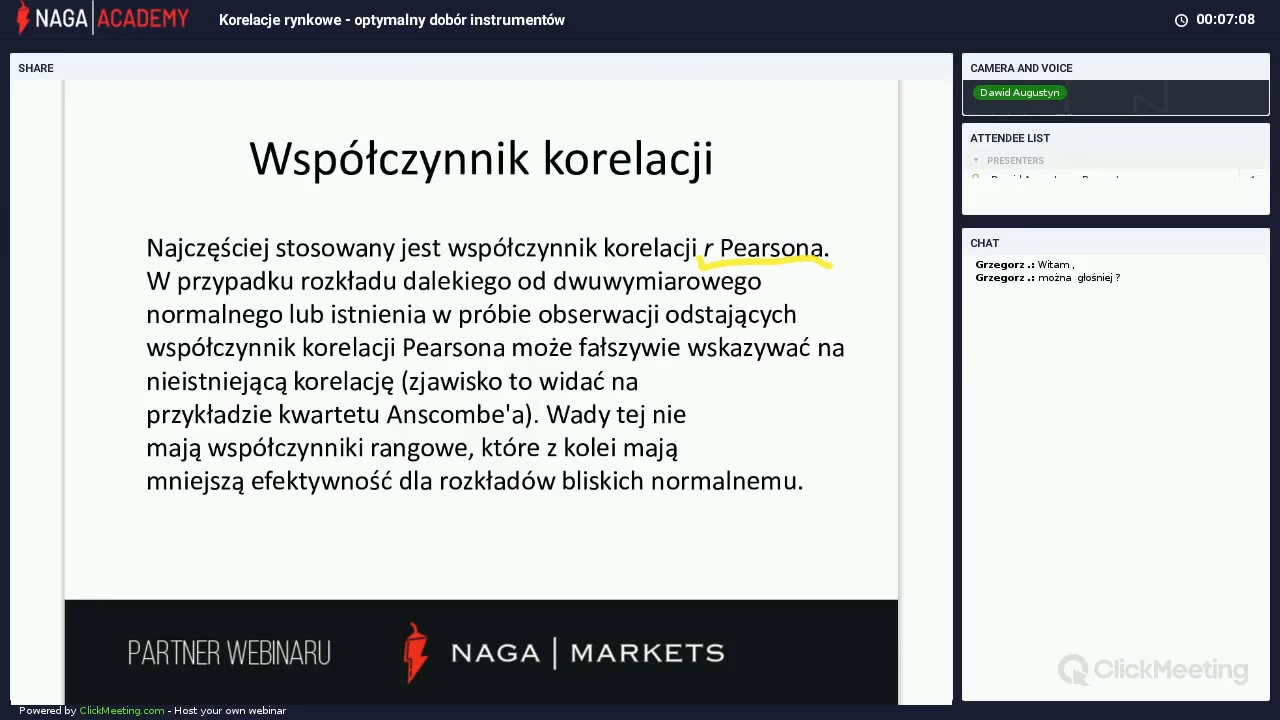 NAGA|ACADEMY
Korelacje rynkowe - optymalny dobór instrumentów
00:07:08
SHARE
Współczynnik korelacji
Najczęściej stosowany jest współczynnik korelacji r Pearsona.
W przypadku rozkładu dalekiego od dwuwymiarowego
normalnego lub istnienia w próbie obserwacji odstających
współczynnik korelacji Pearsona może fałszywie wskazywać na
nieistniejącą korelację (zjawisko to widać na
przykładzie kwartetu Anscombe'a). Wady tej nie
mają współczynniki rangowe, które z kolei mają
mniejszą efektywność dla rozkładów bliskich normalnemu.
PARTNER WEBINARU
NAGA | MARKETS
CAMERA AND VOICE
Dawid Augustyn
ATTENDEE LIST
PRESENTERS
CHAT
Grzegorz .: Witam ,
Grzegorz .: można głośniej ?
ClickMeeting
Powered by ClickMeeting.com - Host your own webinar